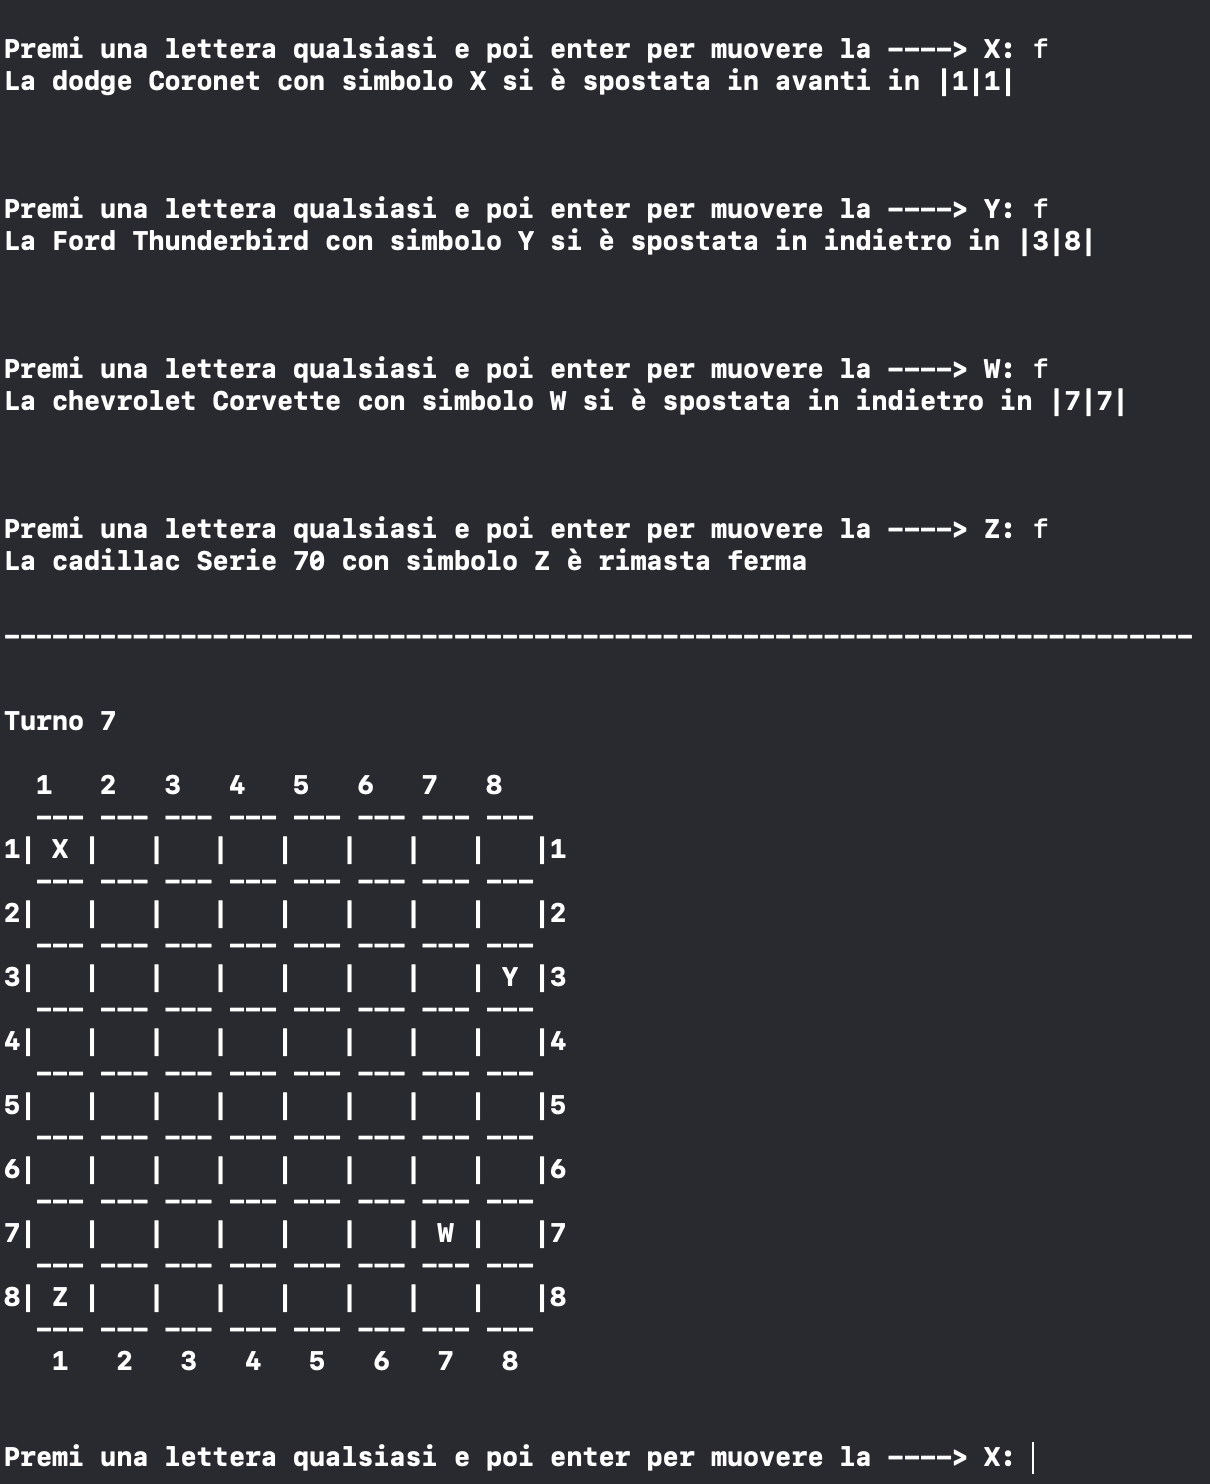 Premi una lettera qualsiasi e poi enter per muovere la ----> X: f
La dodge Coronet con simbolo X si è spostata in avanti in |1|1|
Premi una lettera qualsiasi e poi enter per muovere la ----> Y: f
La Ford Thunderbird con simbolo Y si è spostata in indietro in |3|8|
Premi una lettera qualsiasi e poi enter per muovere la ----> W: f
La chevrolet Corvette con simbolo W si è spostata in indietro in |7|7|
Premi una lettera qualsiasi e poi enter per muovere la ----> Z: f
La cadillac Serie 70 con simbolo Z è rimasta ferma
--------------------------------------------------------------------------
Turno 7
  1   2   3   4   5   6   7   8
  --- --- --- --- --- --- --- ---
1| X |   |   |   |   |   |   |   |1
  --- --- --- --- --- --- --- ---
2|   |   |   |   |   |   |   |   |2
  --- --- --- --- --- --- --- ---
3|   |   |   |   |   |   |   | Y |3
  --- --- --- --- --- --- --- ---
4|   |   |   |   |   |   |   |   |4
  --- --- --- --- --- --- --- ---
5|   |   |   |   |   |   |   |   |5
  --- --- --- --- --- --- --- ---
6|   |   |   |   |   |   |   |   |6
  --- --- --- --- --- --- --- ---
7|   |   |   |   |   |   | W |   |7
  --- --- --- --- --- --- --- ---
8| Z |   |   |   |   |   |   |   |8
  --- --- --- --- --- --- --- ---
   1   2   3   4   5   6   7   8
Premi una lettera qualsiasi e poi enter per muovere la ----> X: